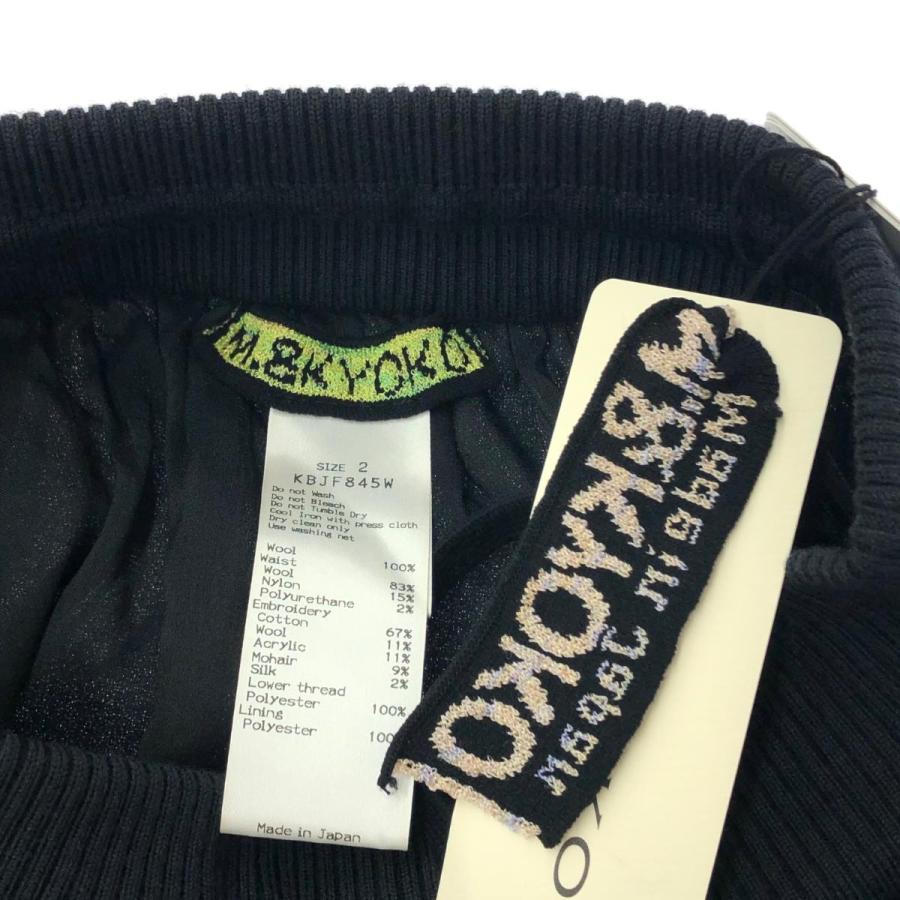 M.&KYOKO
SIZE 2
KBJF845W
Do not Wash
Do not Bleach
Do not Tumble Dry
Cool Iron with press cloth
Dry clean only
Use washing net
Wool 100%
Waist
Wool 83%
Nylon 15%
Polyurethane 2%
Embroidery
Cotton 67%
Wool 11%
Acrylic 11%
Mohair 9%
Silk 2%
Lower thread
Polyester 100%
Lining
Polyester 100
Made in Japan
M.&KYOKO
Made in Japan
KO